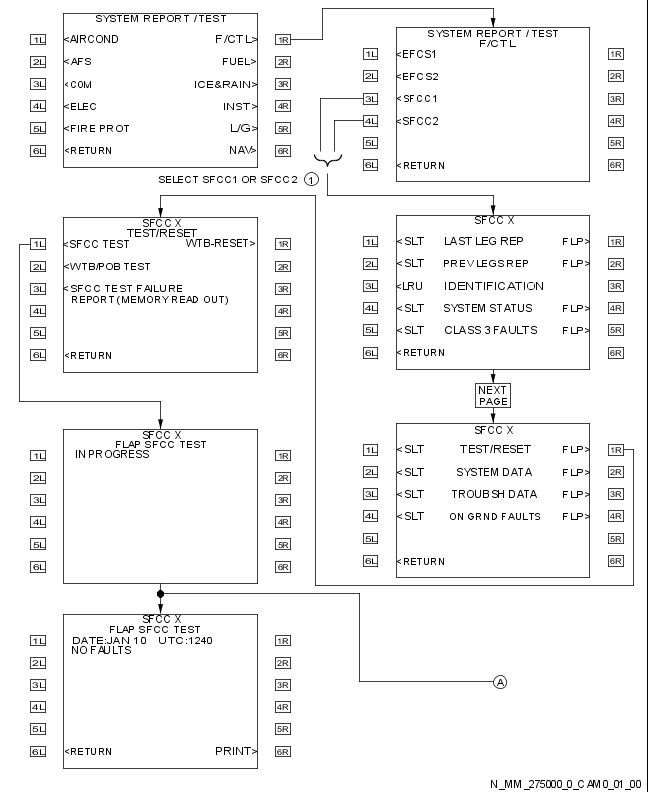 SYSTEM REPORT / TEST
1L <AIRCOND F/CTL> 1R
2L <AFS FUEL> 2R
3L <COM ICE&RAIN> 3R
4L <ELEC INST> 4R
5L <FIRE PROT L/G> 5R
6L <RETURN NAV> 6R
SYSTEM REPORT / TEST
F/CTL
1L <EFCS1 1R
2L <EFCS2 2R
3L <SFCC1 3R
4L <SFCC2 4R
5L 5R
6L <RETURN 6R
SELECT SFCC1 OR SFCC2 1
SFCC X
TEST/RESET
1L <SFCC TEST WTB-RESET> 1R
2L <WTB/POB TEST 2R
3L <SFCC TEST FAILURE 3R
REPORT (MEMORY READ OUT)
4L 4R
5L 5R
6L <RETURN 6R
SFCC X
1L <SLT LAST LEG REP FLP> 1R
2L <SLT PREV LEGS REP FLP> 2R
3L <LRU IDENTIFICATION 3R
4L <SLT SYSTEM STATUS FLP> 4R
5L <SLT CLASS 3 FAULTS FLP> 5R
6L <RETURN 6R
NEXT
PAGE
SFCC X
1L <SLT TEST/RESET FLP> 1R
2L <SLT SYSTEM DATA FLP> 2R
3L <SLT TROUBSH DATA FLP> 3R
4L <SLT ON GRND FAULTS FLP> 4R
5L 5R
6L <RETURN 6R
SFCC X
FLAP SFCC TEST
1L IN PROGRESS 1R
2L 2R
3L 3R
4L 4R
5L 5R
6L 6R
SFCC X
FLAP SFCC TEST
1L DATE:JAN 10 UTC:1240 1R
NO FAULTS
2L 2R
3L 3R
4L 4R
5L 5R
6L <RETURN PRINT> 6R
A
N_MM_275000_0_CAM0_01_00